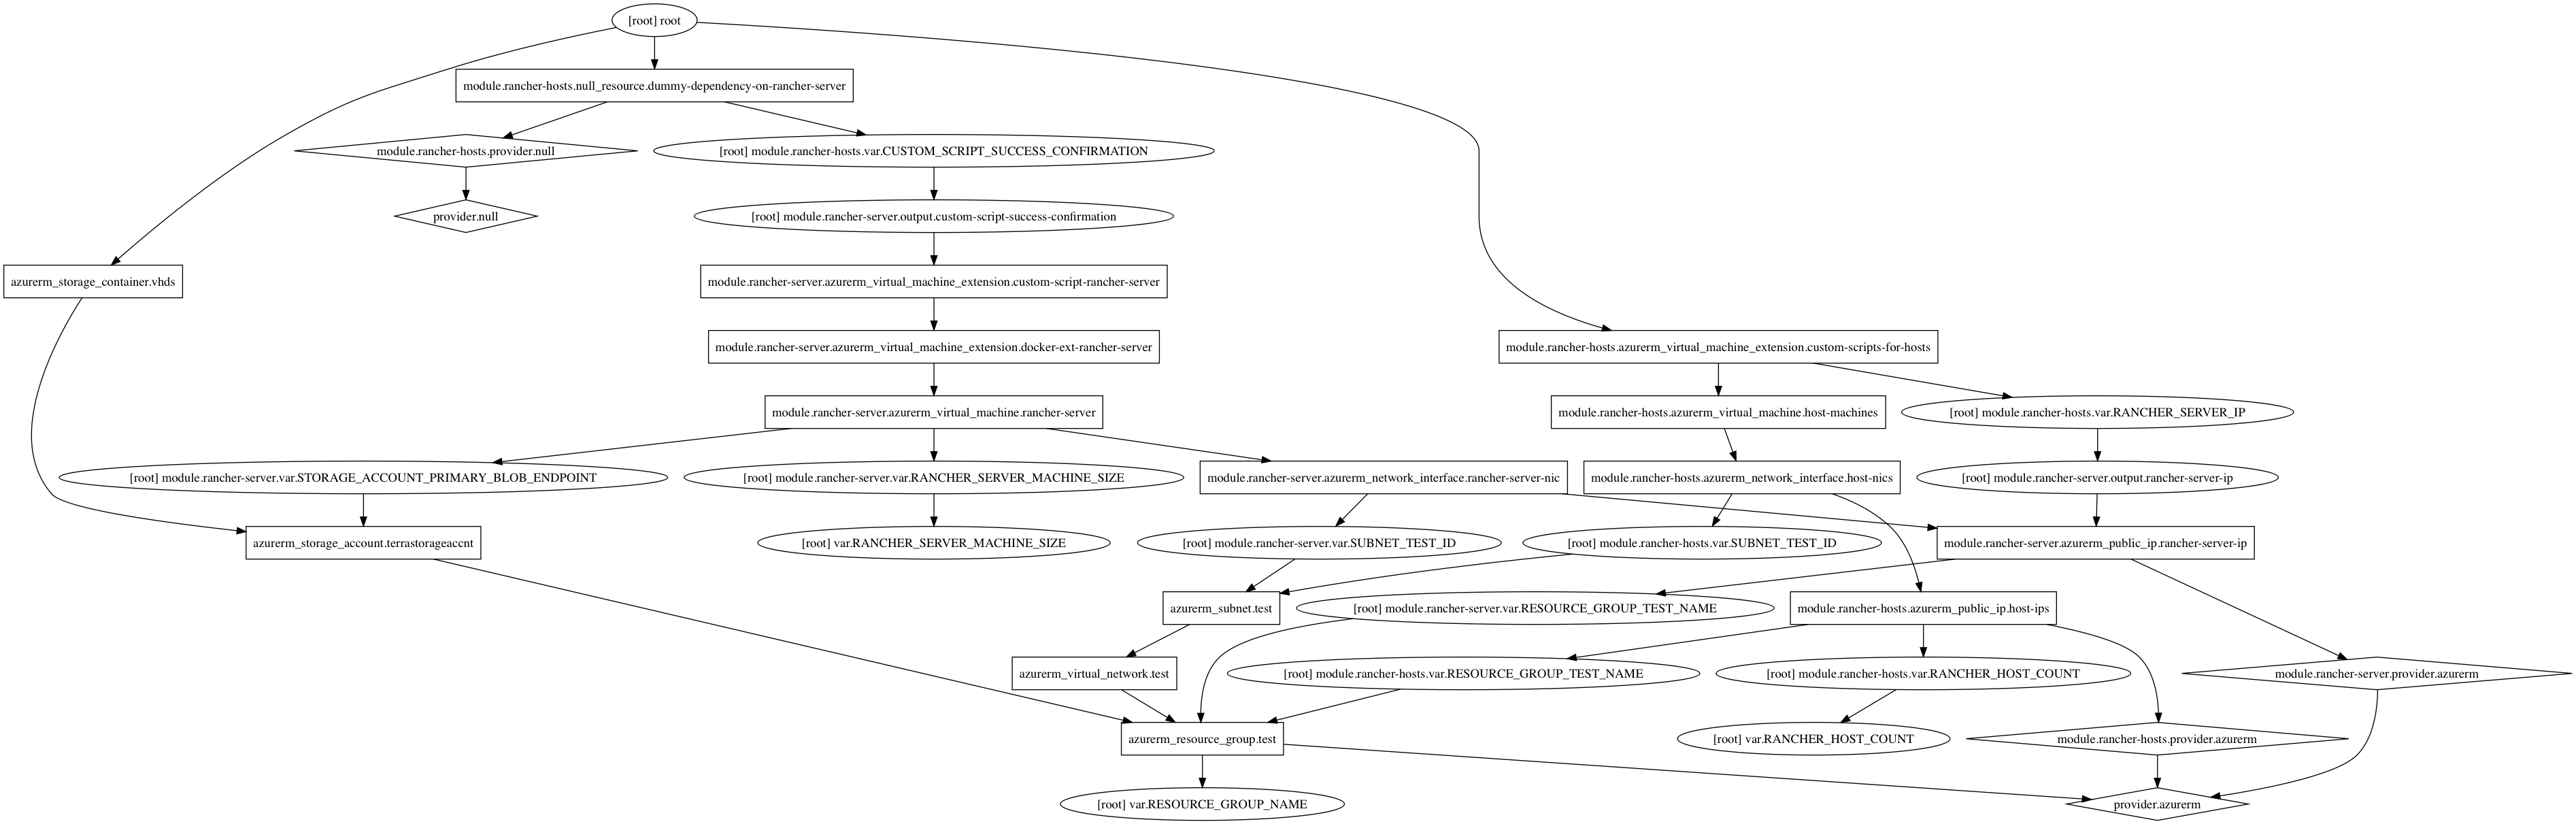 [root] root
module.rancher-hosts.null_resource.dummy-dependency-on-rancher-server
module.rancher-hosts.provider.null
[root] module.rancher-hosts.var.CUSTOM_SCRIPT_SUCCESS_CONFIRMATION
provider.null
[root] module.rancher-server.output.custom-script-success-confirmation
azurerm_storage_container.vhds
module.rancher-server.azurerm_virtual_machine_extension.custom-script-rancher-server
module.rancher-server.azurerm_virtual_machine_extension.docker-ext-rancher-server
module.rancher-hosts.azurerm_virtual_machine_extension.custom-scripts-for-hosts
module.rancher-server.azurerm_virtual_machine.rancher-server
module.rancher-hosts.azurerm_virtual_machine.host-machines
[root] module.rancher-hosts.var.RANCHER_SERVER_IP
[root] module.rancher-server.var.STORAGE_ACCOUNT_PRIMARY_BLOB_ENDPOINT
[root] module.rancher-server.var.RANCHER_SERVER_MACHINE_SIZE
module.rancher-server.azurerm_network_interface.rancher-server-nic
module.rancher-hosts.azurerm_network_interface.host-nics
[root] module.rancher-server.output.rancher-server-ip
azurerm_storage_account.terrastorageaccnt
[root] var.RANCHER_SERVER_MACHINE_SIZE
[root] module.rancher-server.var.SUBNET_TEST_ID
[root] module.rancher-hosts.var.SUBNET_TEST_ID
module.rancher-server.azurerm_public_ip.rancher-server-ip
azurerm_subnet.test
[root] module.rancher-server.var.RESOURCE_GROUP_TEST_NAME
module.rancher-hosts.azurerm_public_ip.host-ips
azurerm_virtual_network.test
[root] module.rancher-hosts.var.RESOURCE_GROUP_TEST_NAME
[root] module.rancher-hosts.var.RANCHER_HOST_COUNT
module.rancher-server.provider.azurerm
azurerm_resource_group.test
[root] var.RANCHER_HOST_COUNT
module.rancher-hosts.provider.azurerm
[root] var.RESOURCE_GROUP_NAME
provider.azurerm